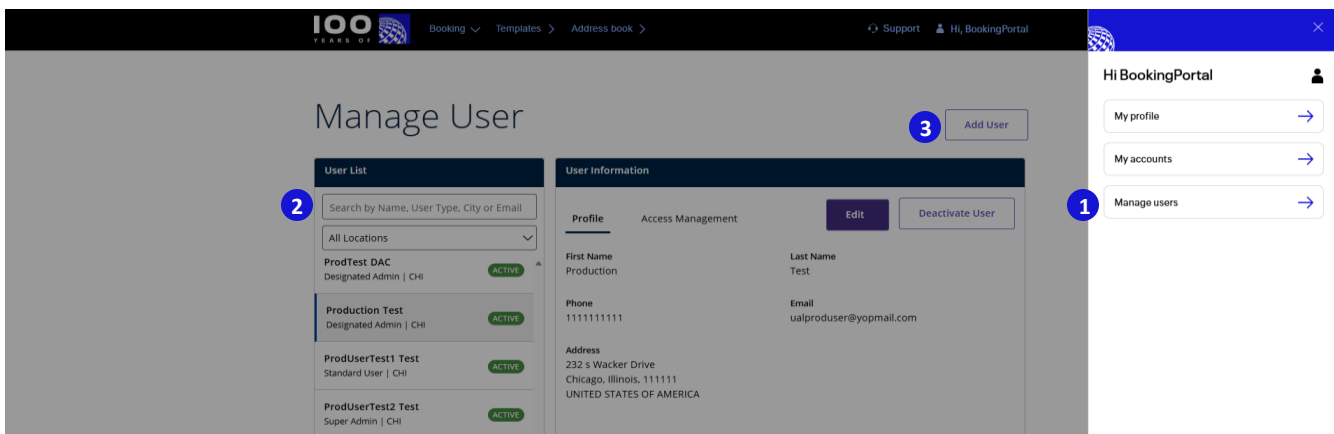 100
YEARS OF
Booking
Templates
Address book
Support
Hi, BookingPortal
Manage User
3
Add User
User List
2
Search by Name, User Type, City or Email
All Locations
ProdTest DAC
Designated Admin | CHI
ACTIVE
Production Test
Designated Admin | CHI
ACTIVE
ProdUserTest1 Test
Standard User | CHI
ACTIVE
ProdUserTest2 Test
Super Admin | CHI
ACTIVE
User Information
Profile
Access Management
Edit
Deactivate User
First Name
Production
Last Name
Test
Phone
1111111111
Email
ualproduser@yopmail.com
Address
232 s Wacker Drive
Chicago, Illinois, 111111
UNITED STATES OF AMERICA
Hi BookingPortal
My profile
My accounts
1
Manage users